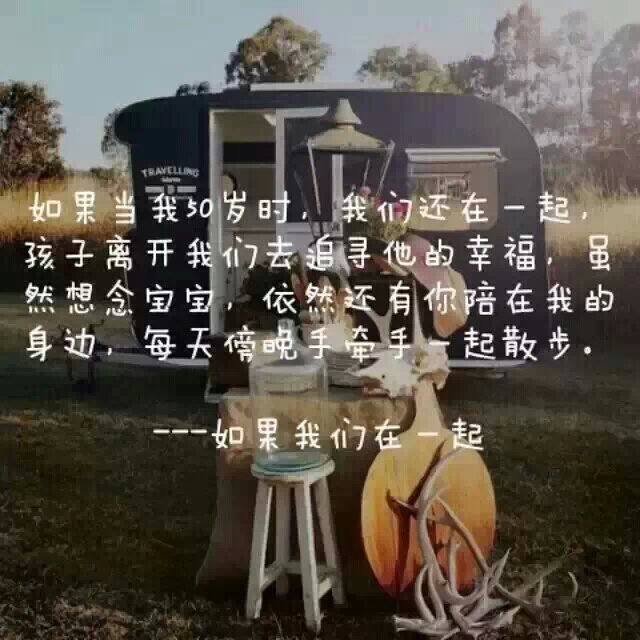 TRAVELLING
如果当我50岁时，我们还在一起，
孩子离开我们去追寻他的幸福，虽
然想念宝宝，依然还有你陪在我的
身边，每天傍晚手牵手一起散步。
---如果我们在一起